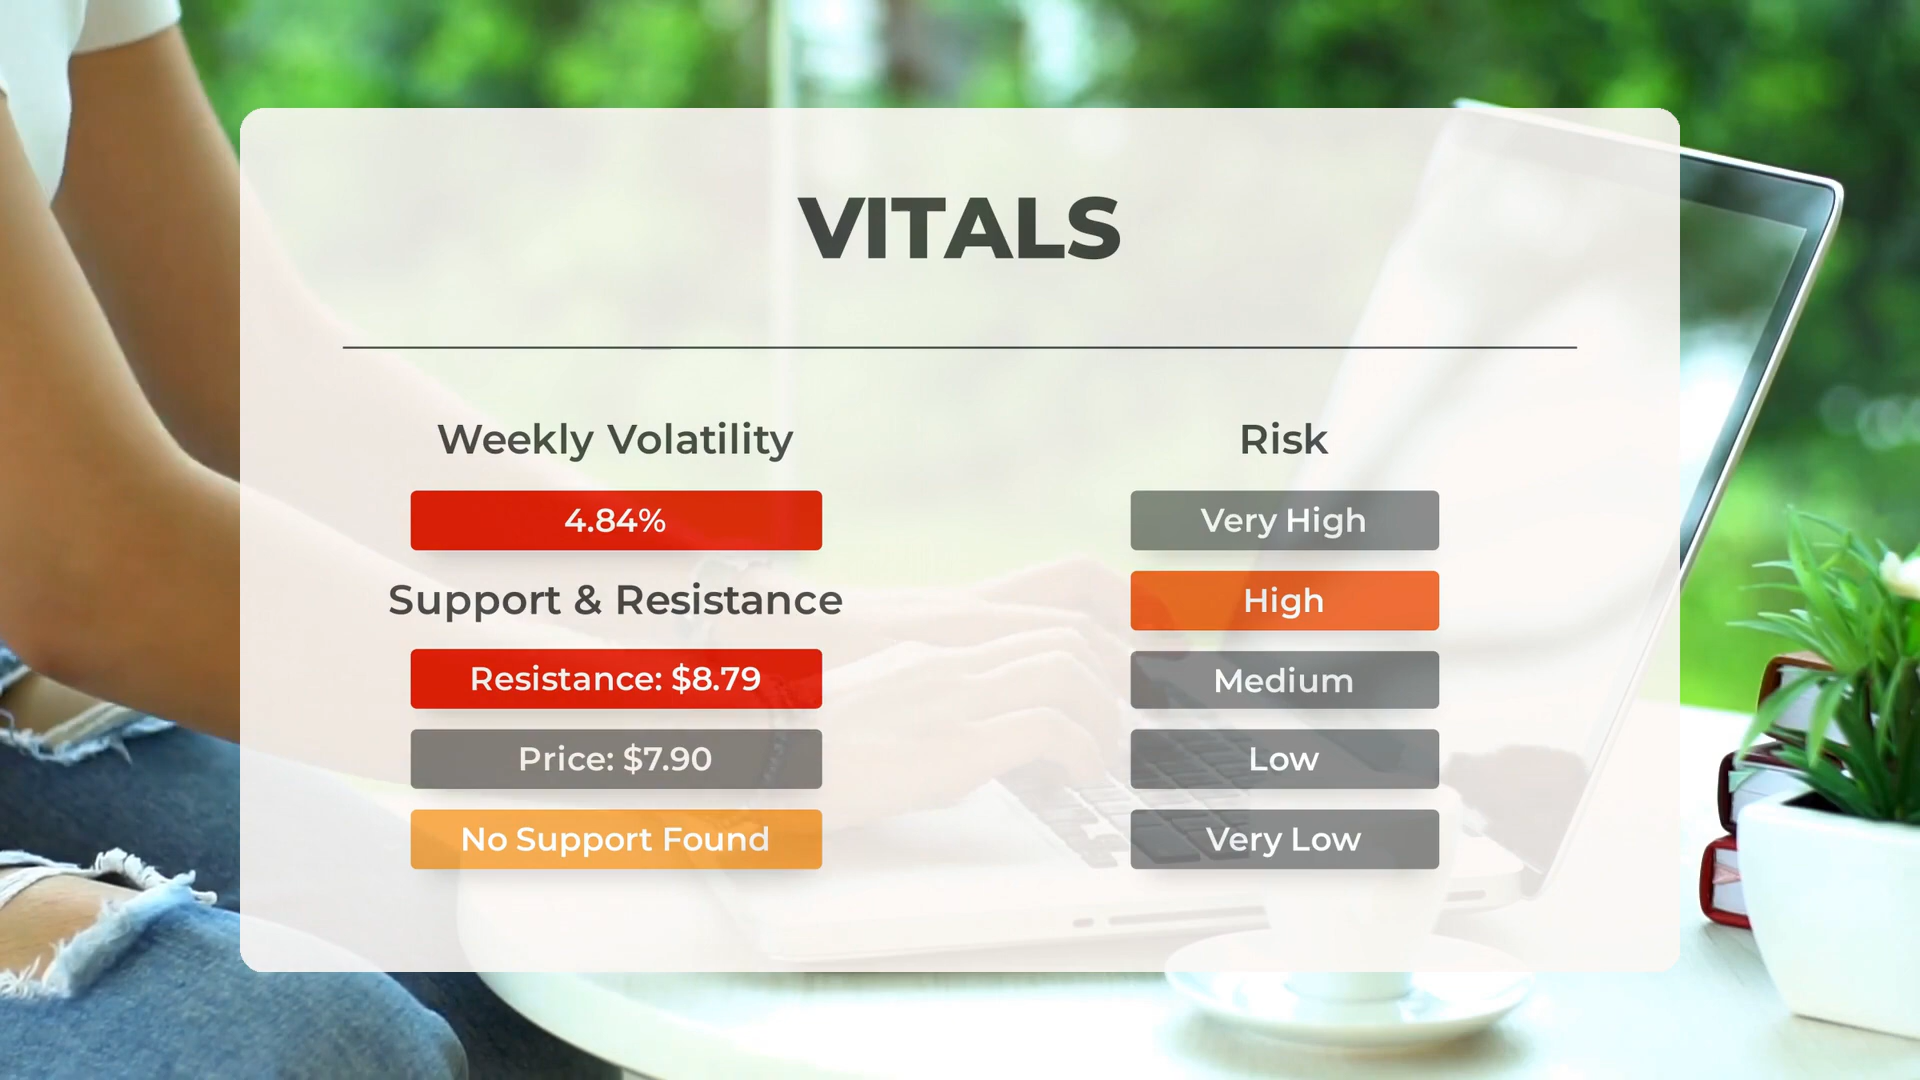 VITALS
Weekly Volatility
4.84%
Support & Resistance
Resistance: $8.79
Price: $7.90
No Support Found
Risk
Very High
High
Medium
Low
Very Low